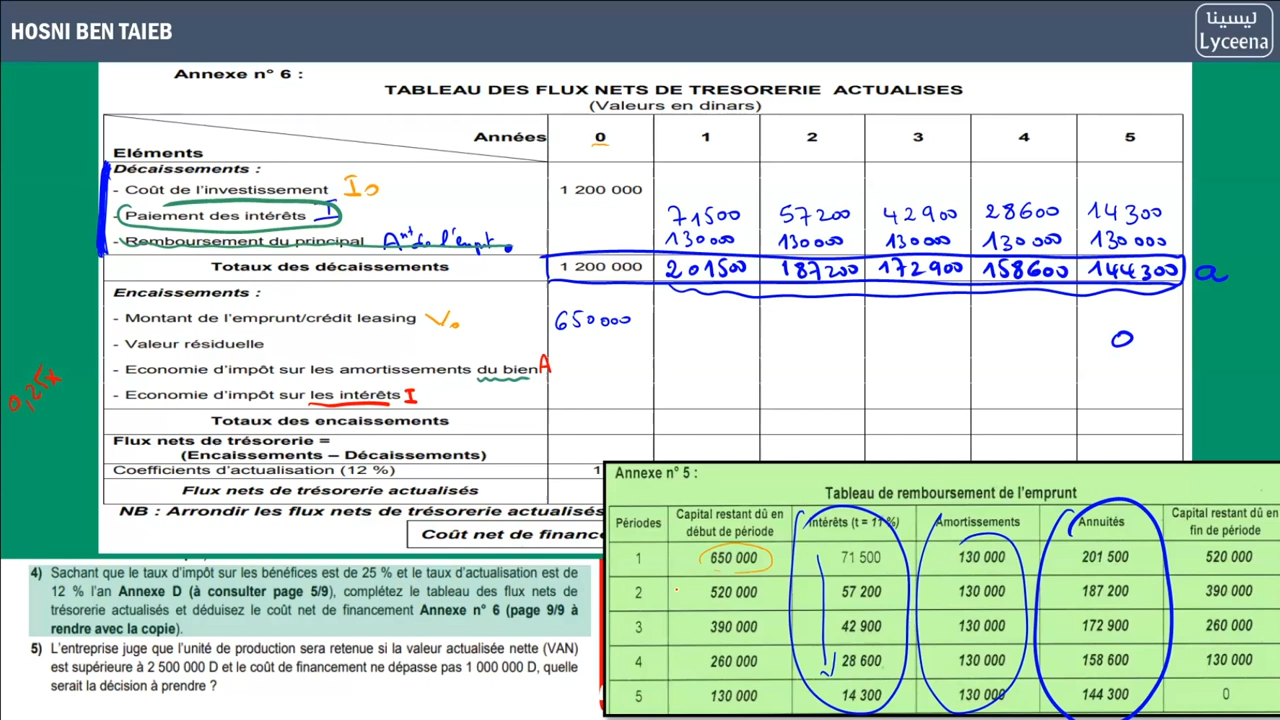 HOSNI BEN TAIEB
ليسينا
Lyceena
Annexe n° 6 :
TABLEAU DES FLUX NETS DE TRESORERIE ACTUALISES
(Valeurs en dinars)
Années 0 1 2 3 4 5
Eléments
Décaissements :
- Coût de l'investissement I₀ 1 200 000
- Paiement des intérêts I 71500 57200 42900 28600 14300
- Remboursement du principal Aⁿᵗ de l'empt. 130000 130000 130000 130000 130000
Totaux des décaissements 1 200 000 201500 187200 172900 158600 144300 a
Encaissements :
- Montant de l'emprunt/crédit leasing V₀ 650000
- Valeur résiduelle 0
- Economie d'impôt sur les amortissements du bien A
- Economie d'impôt sur les intérêts I
0,25x
Totaux des encaissements
Flux nets de trésorerie =
(Encaissements – Décaissements)
Coefficients d'actualisation (12 %) 1
Flux nets de trésorerie actualisés
NB : Arrondir les flux nets de trésorerie actualisés
Coût net de finance
Annexe n° 5 :
Tableau de remboursement de l'emprunt
Périodes Capital restant dû en début de période Intérêts (t = 11 %) Amortissements Annuités Capital restant dû en fin de période
1 650 000 71 500 130 000 201 500 520 000
2 520 000 57 200 130 000 187 200 390 000
3 390 000 42 900 130 000 172 900 260 000
4 260 000 28 600 130 000 158 600 130 000
5 130 000 14 300 130 000 144 300 0
4) Sachant que le taux d'impôt sur les bénéfices est de 25 % et le taux d'actualisation est de
12 % l'an Annexe D (à consulter page 5/9), complétez le tableau des flux nets de
trésorerie actualisés et déduisez le coût net de financement Annexe n° 6 (page 9/9 à
rendre avec la copie).
5) L'entreprise juge que l'unité de production sera retenue si la valeur actualisée nette (VAN)
est supérieure à 2 500 000 D et le coût de financement ne dépasse pas 1 000 000 D, quelle
serait la décision à prendre ?